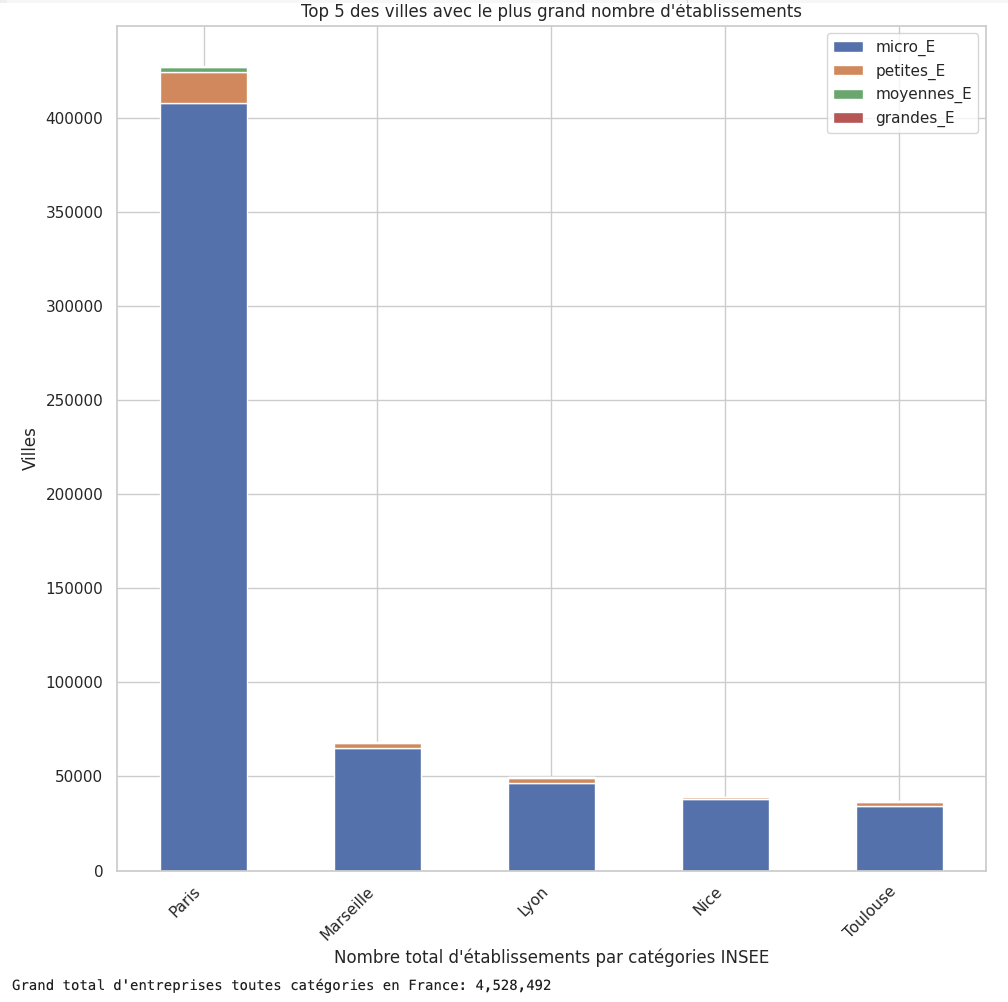 Top 5 des villes avec le plus grand nombre d'établissements
micro_E
petites_E
moyennes_E
grandes_E
400000
350000
300000
250000
200000
150000
100000
50000
0
Villes
Paris
Marseille
Lyon
Nice
Toulouse
Nombre total d'établissements par catégories INSEE
Grand total d'entreprises toutes catégories en France: 4,528,492